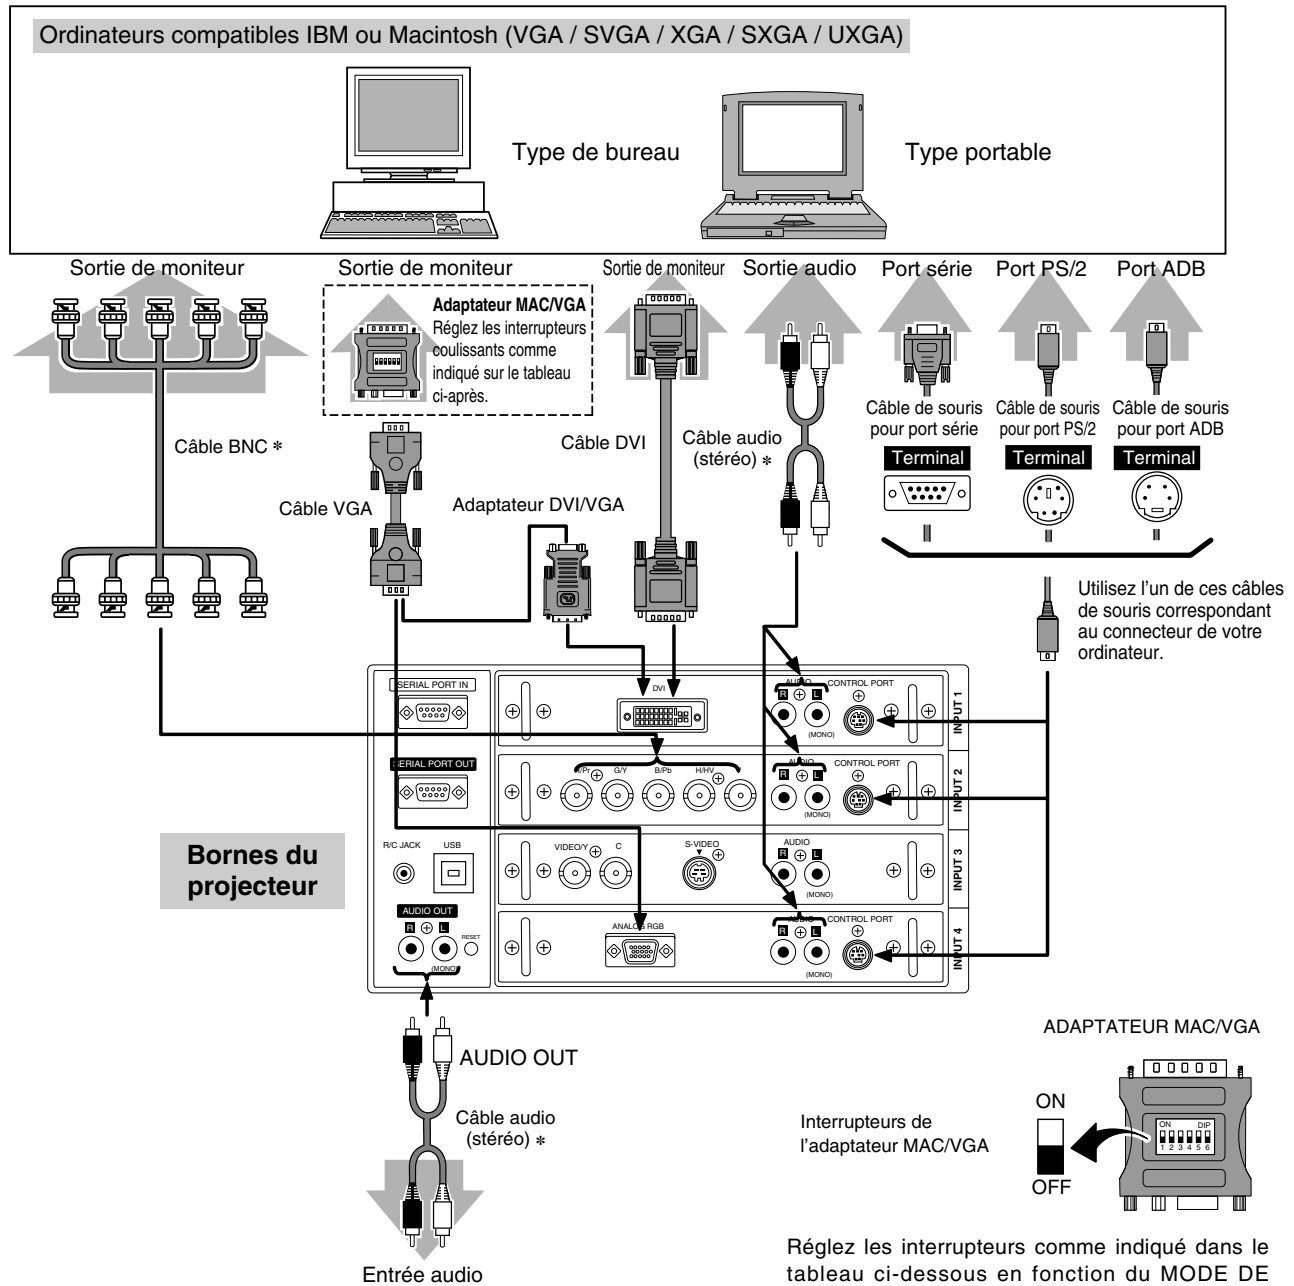 Ordinateurs compatibles IBM ou Macintosh (VGA / SVGA / XGA / SXGA / UXGA)
Type de bureau
Type portable
Sortie de moniteur
Sortie de moniteur
Sortie de moniteur
Sortie audio
Port série
Port PS/2
Port ADB
Adaptateur MAC/VGA
Réglez les interrupteurs
coulissants comme
indiqué sur le tableau
ci-après.
Câble BNC *
Câble VGA
Adaptateur DVI/VGA
Câble DVI
Câble audio
(stéréo) *
Câble de souris
pour port série
Câble de souris
pour port PS/2
Câble de souris
pour port ADB
Terminal
Terminal
Terminal
Utilisez l'un de ces câbles
de souris correspondant
au connecteur de votre
ordinateur.
SERIAL PORT IN
DVI
AUDIO
R
L
(MONO)
CONTROL PORT
INPUT 1
SERIAL PORT OUT
G/Y
B/Pb
H/HV
AUDIO
R
L
(MONO)
CONTROL PORT
INPUT 2
Bornes du
projecteur
R/C JACK
USB
VIDEO/Y
C
S-VIDEO
AUDIO
R
L
(MONO)
INPUT 3
AUDIO OUT
R
L
(MONO)
RESET
ANALOG RGB
AUDIO
R
L
(MONO)
CONTROL PORT
INPUT 4
AUDIO OUT
Câble audio
(stéréo) *
Entrée audio
ADAPTATEUR MAC/VGA
Interrupteurs de
l'adaptateur MAC/VGA
ON
OFF
ON DIP
1 2 3 4 5 6
Réglez les interrupteurs comme indiqué dans le
tableau ci-dessous en fonction du MODE DE